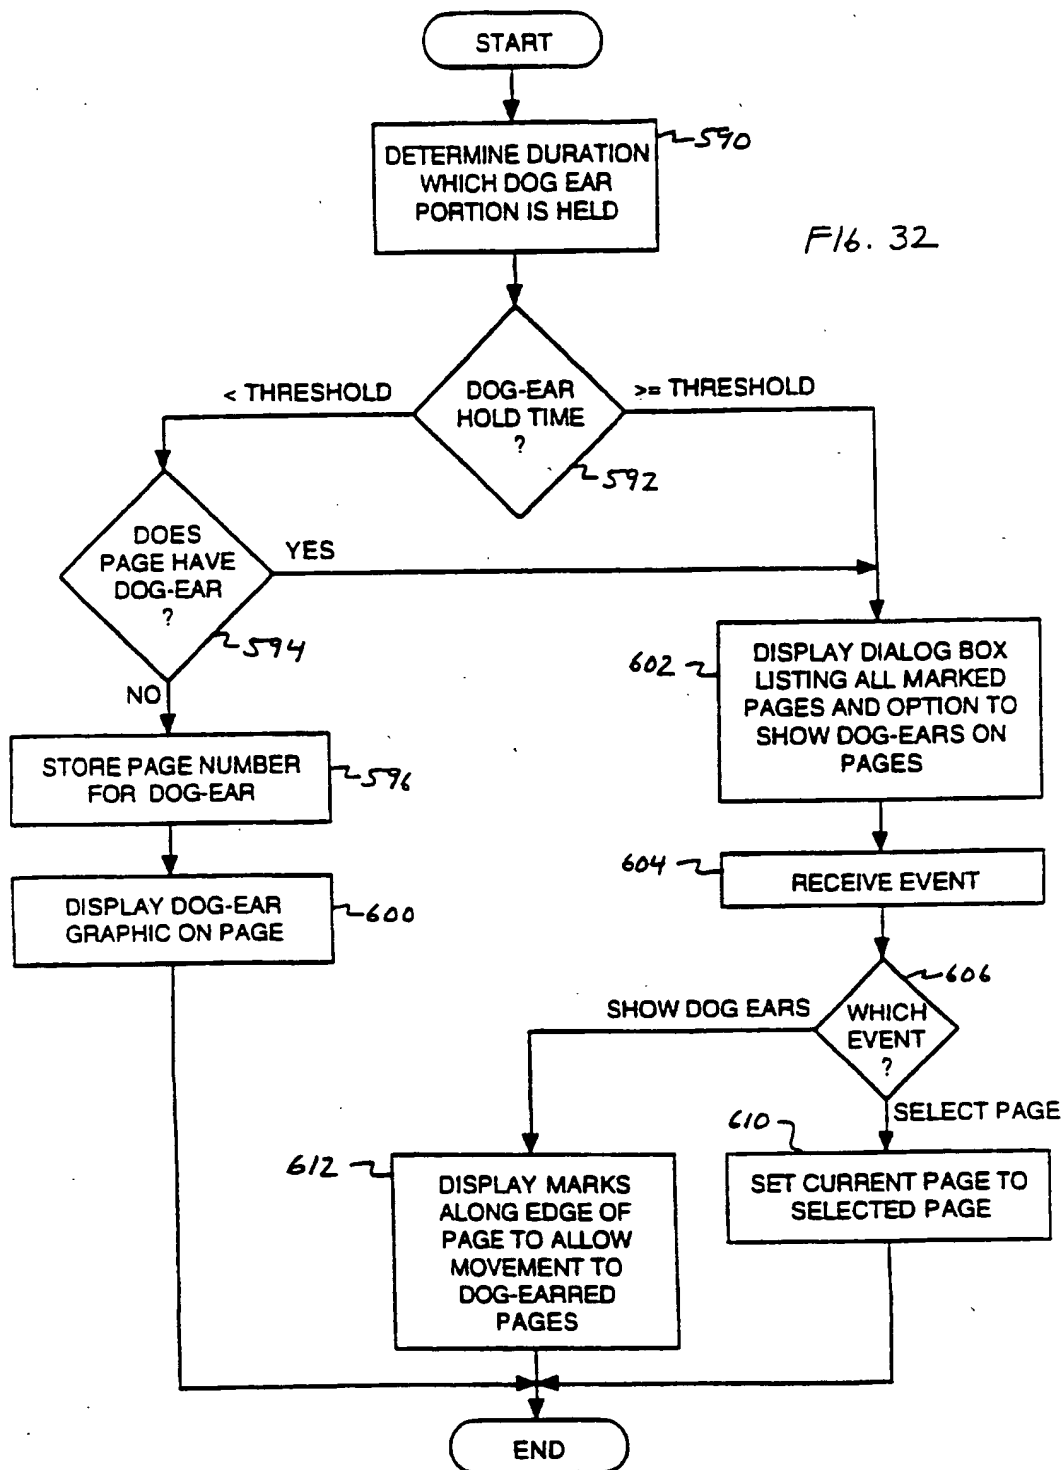 START
DETERMINE DURATION
WHICH DOG EAR
PORTION IS HELD
590
FIG. 32
< THRESHOLD
DOG-EAR
HOLD TIME
?
>= THRESHOLD
592
DOES
PAGE HAVE
DOG-EAR
?
YES
594
NO
602
DISPLAY DIALOG BOX
LISTING ALL MARKED
PAGES AND OPTION TO
SHOW DOG-EARS ON
PAGES
STORE PAGE NUMBER
FOR DOG-EAR
596
604
RECEIVE EVENT
DISPLAY DOG-EAR
GRAPHIC ON PAGE
600
606
SHOW DOG EARS
WHICH
EVENT
?
SELECT PAGE
610
612
DISPLAY MARKS
ALONG EDGE OF
PAGE TO ALLOW
MOVEMENT TO
DOG-EARRED
PAGES
SET CURRENT PAGE TO
SELECTED PAGE
END